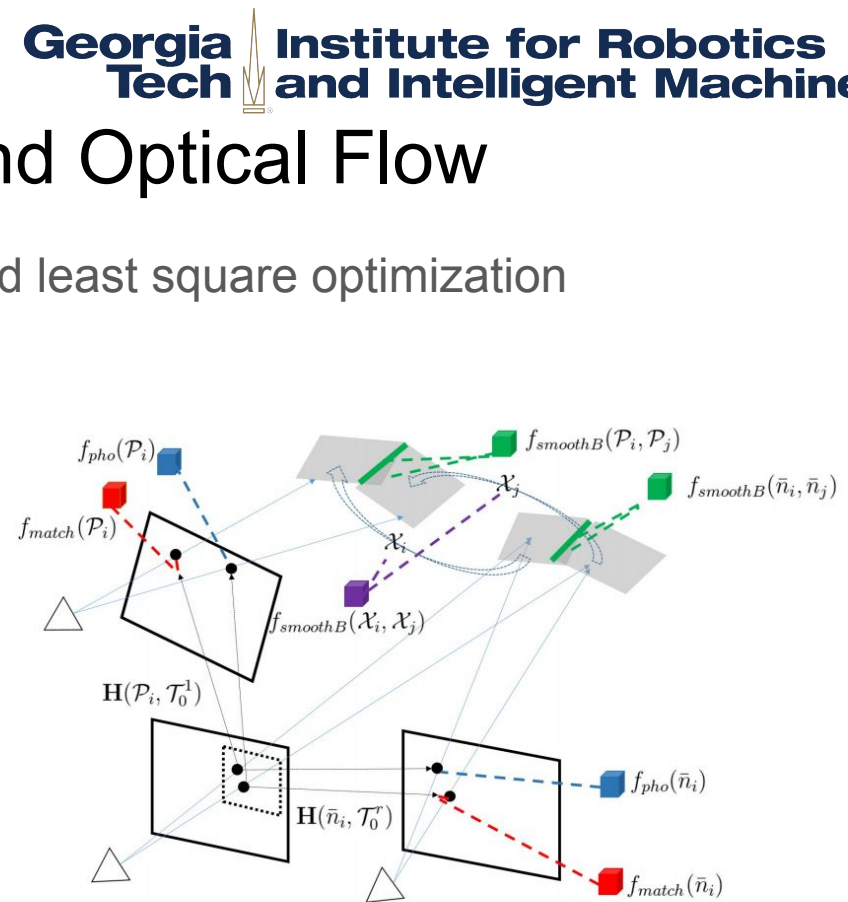 Georgia Institute for Robotics
Tech and Intelligent Machine
nd Optical Flow
d least square optimization
f_{pho}(\mathcal{P}_i)
f_{smoothB}(\mathcal{P}_i, \mathcal{P}_j)
f_{match}(\mathcal{P}_i)
\mathcal{X}_j
f_{smoothB}(\bar{n}_i, \bar{n}_j)
\mathcal{X}_i
f_{smoothB}(\mathcal{X}_i, \mathcal{X}_j)
\mathbf{H}(\mathcal{P}_i, \mathcal{T}_0^1)
\mathbf{H}(\bar{n}_i, \mathcal{T}_0^r)
f_{pho}(\bar{n}_i)
f_{match}(\bar{n}_i)